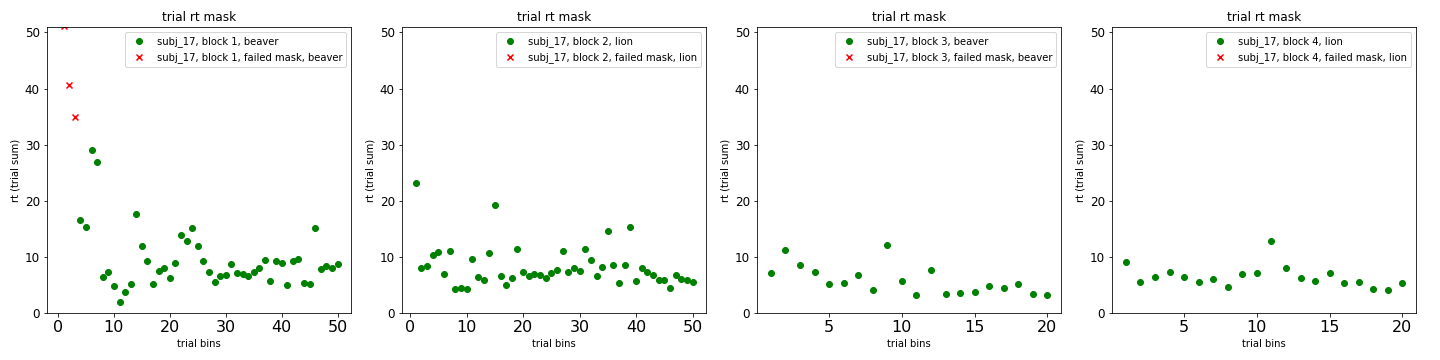 trial rt mask
subj_17, block 1, beaver
subj_17, block 1, failed mask, beaver
rt (trial sum)
50
40
30
20
10
0
0 10 20 30 40 50
trial bins
trial rt mask
subj_17, block 2, lion
subj_17, block 2, failed mask, lion
rt (trial sum)
50
40
30
20
10
0
0 10 20 30 40 50
trial bins
trial rt mask
subj_17, block 3, beaver
subj_17, block 3, failed mask, beaver
rt (trial sum)
50
40
30
20
10
0
5 10 15 20
trial bins
trial rt mask
subj_17, block 4, lion
subj_17, block 4, failed mask, lion
rt (trial sum)
50
40
30
20
10
0
5 10 15 20
trial bins